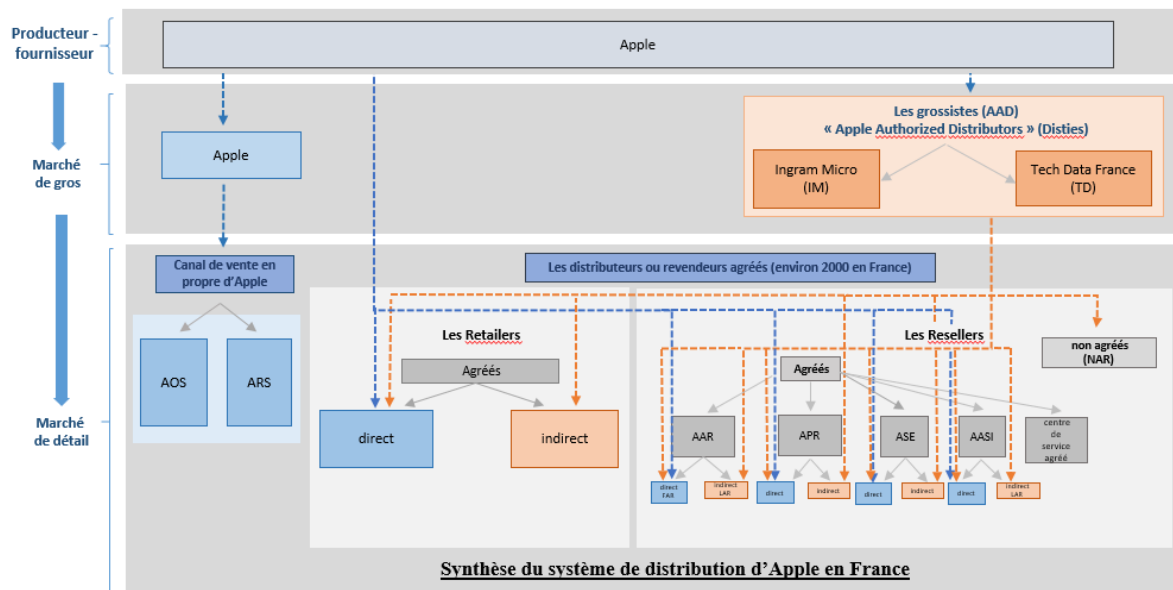 Producteur -
fournisseur
Apple
Les grossistes (AAD)
« Apple Authorized Distributors » (Disties)
Apple
Ingram Micro
(IM)
Tech Data France
(TD)
Marché
de gros
Canal de vente en
propre d’Apple
Les distributeurs ou revendeurs agréés (environ 2000 en France)
Les Retailers
Les Resellers
non agréés
(NAR)
AOS
ARS
Agréés
Agréés
Marché
de détail
direct
indirect
AAR
APR
ASE
AASI
centre
de
service
agréé
direct
indirect
LAR
direct
indirect
direct
indirect
direct
indirect
LAR
Synthèse du système de distribution d’Apple en France